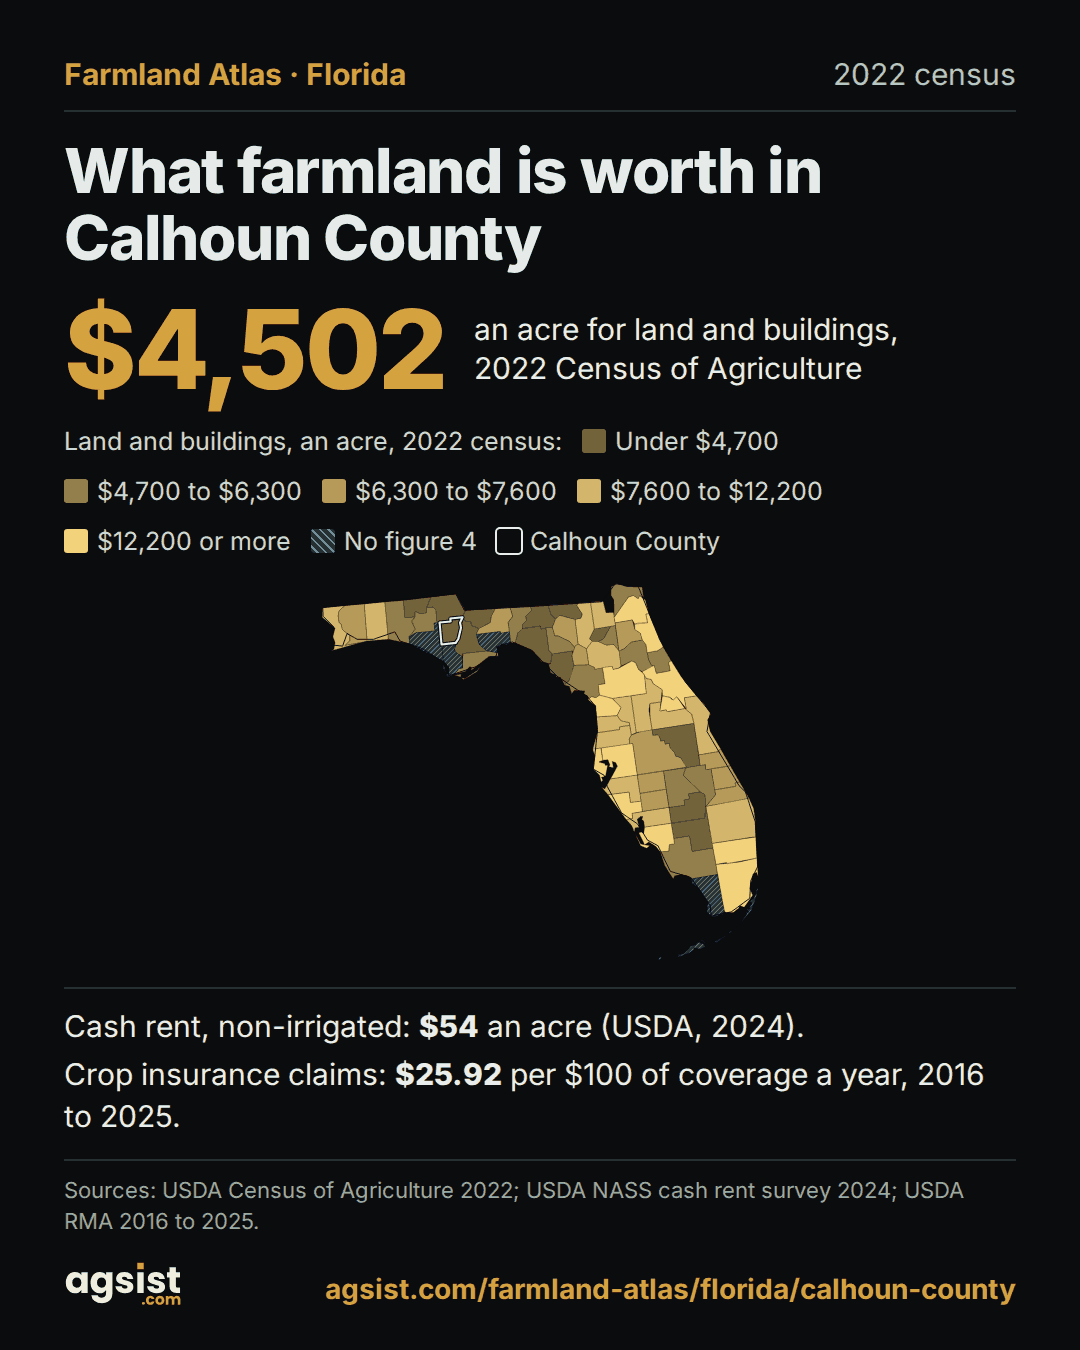 Farmland Atlas · Florida
2022 census
What farmland is worth in
Calhoun County
$4,502
an acre for land and buildings,
2022 Census of Agriculture
Land and buildings, an acre, 2022 census: Under $4,700
$4,700 to $6,300 $6,300 to $7,600 $7,600 to $12,200
$12,200 or more No figure 4 Calhoun County
Cash rent, non-irrigated: $54 an acre (USDA, 2024).
Crop insurance claims: $25.92 per $100 of coverage a year, 2016
to 2025.
Sources: USDA Census of Agriculture 2022; USDA NASS cash rent survey 2024; USDA
RMA 2016 to 2025.
agsist
.com
agsist.com/farmland-atlas/florida/calhoun-county